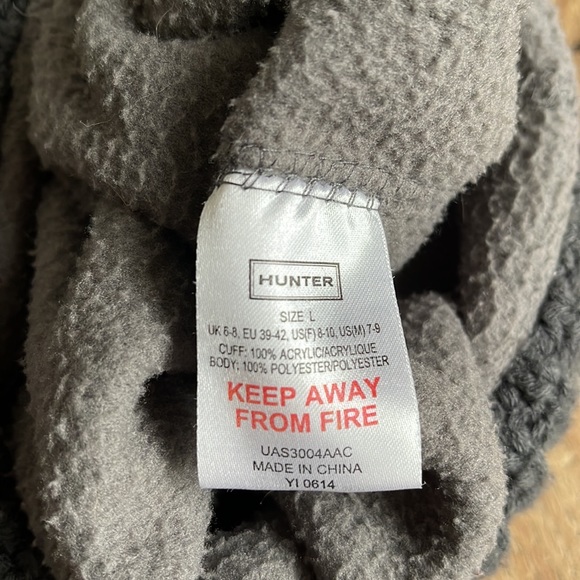 HUNTER
SIZE L
UK 6-8, EU 39-42, US(F) 8-10, US(M) 7-9
CUFF: 100% ACRYLIC/ACRYLIQUE
BODY: 100% POLYESTER/POLYESTER
KEEP AWAY
FROM FIRE
UAS3004AAC
MADE IN CHINA
YI 0614